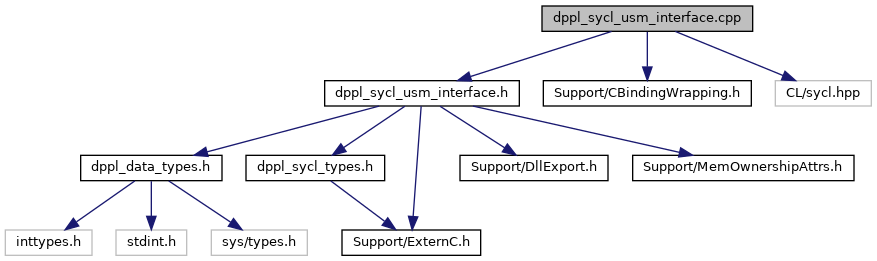 dppl_sycl_usm_interface.cpp
dppl_sycl_usm_interface.h
Support/CBindingWrapping.h
CL/sycl.hpp
dppl_data_types.h
dppl_sycl_types.h
Support/DllExport.h
Support/MemOwnershipAttrs.h
inttypes.h
stdint.h
sys/types.h
Support/ExternC.h